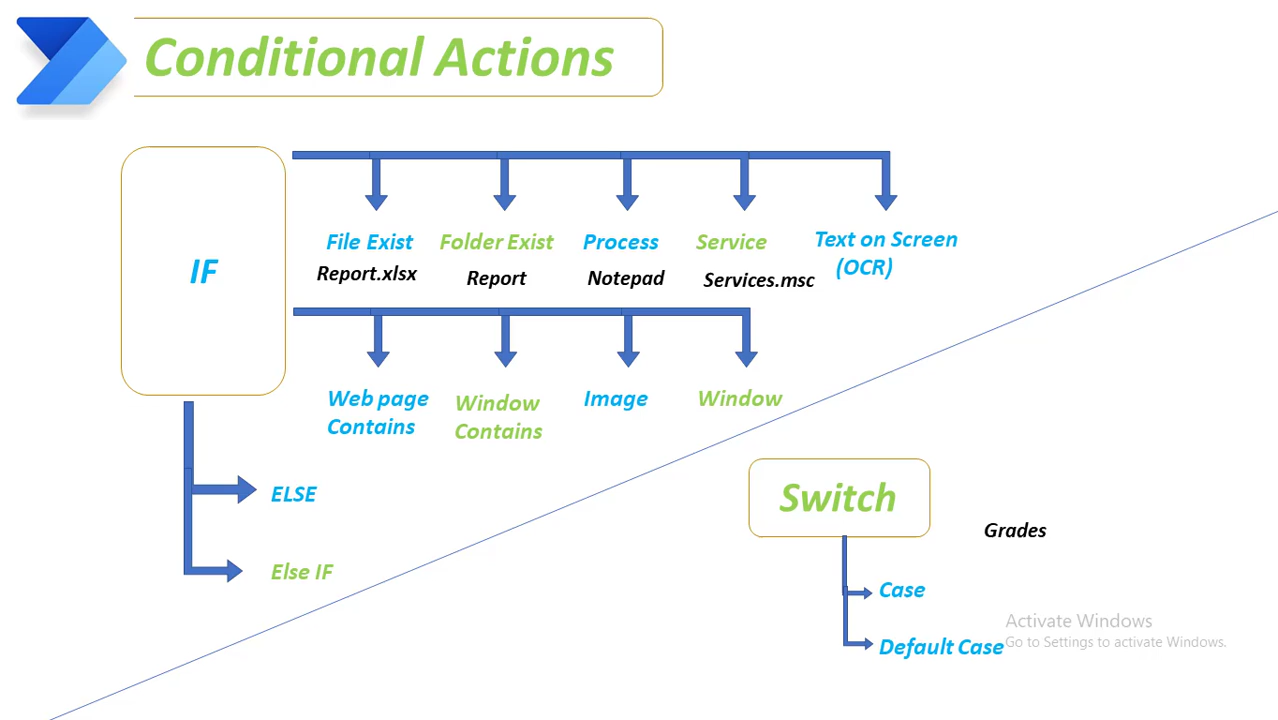 Conditional Actions
IF
File Exist
Folder Exist
Process
Service
Text on Screen
(OCR)
Report.xlsx
Report
Notepad
Services.msc
Web page
Contains
Window
Contains
Image
Window
ELSE
Else IF
Switch
Grades
Case
Default Case
Activate Windows
Go to Settings to activate Windows.